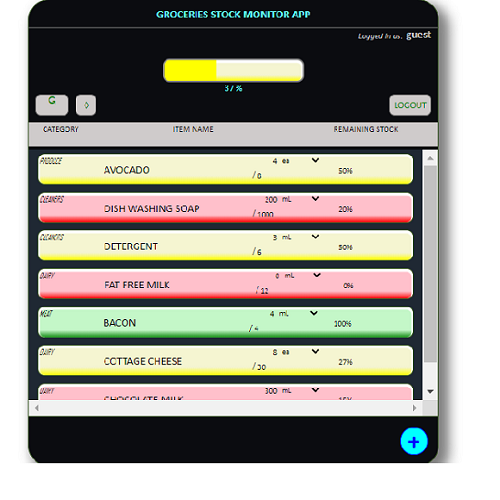 GROCERIES STOCK MONITOR APP
Logged in as: guest
37 %
G
LOGOUT
CATEGORY ITEM NAME REMAINING STOCK
PRODUCE AVOCADO 4 ea / 8 50%
CLEANERS DISH WASHING SOAP 200 mL / 1000 20%
CLEANERS DETERGENT 3 mL / 6 50%
DAIRY FAT FREE MILK 0 mL / 32 0%
MEAT BACON 4 mL / 4 100%
DAIRY COTTAGE CHEESE 8 ea / 30 27%
DAIRY CHOCOLATE MILK 300 mL 15%
+